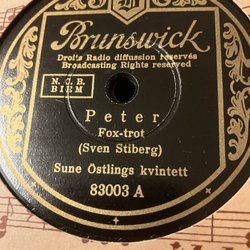 B
Brunswick
Droits Radio diffusion réservés
Broadcasting Rights reserved
N.C.B.
BIEM
Peter
Fox-trot
(Sven Stiberg)
Sune Östlings kvintett
83003 A